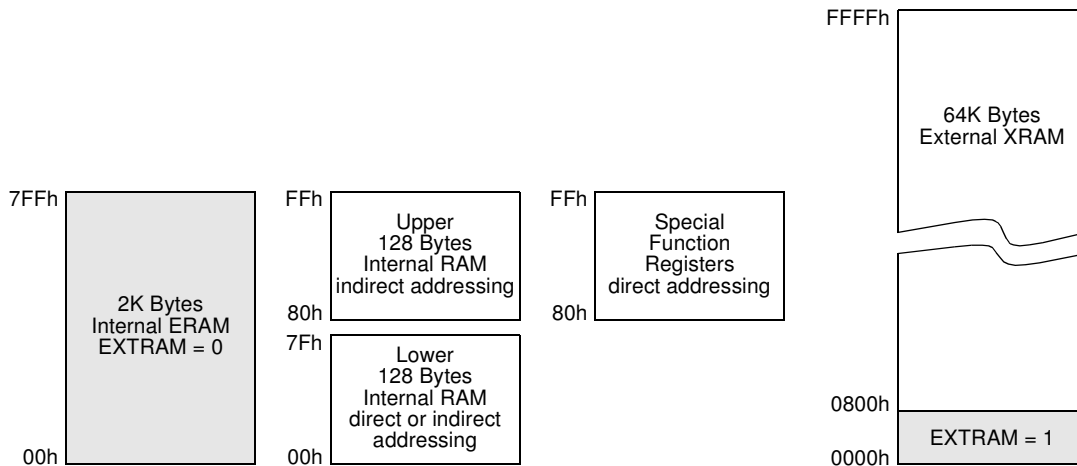 FFFFh
64K Bytes
External XRAM
0800h
EXTRAM = 1
0000h
7FFh
2K Bytes
Internal ERAM
EXTRAM = 0
00h
FFh
Upper
128 Bytes
Internal RAM
indirect addressing
80h
7Fh
Lower
128 Bytes
Internal RAM
direct or indirect
addressing
00h
FFh
Special
Function
Registers
direct addressing
80h